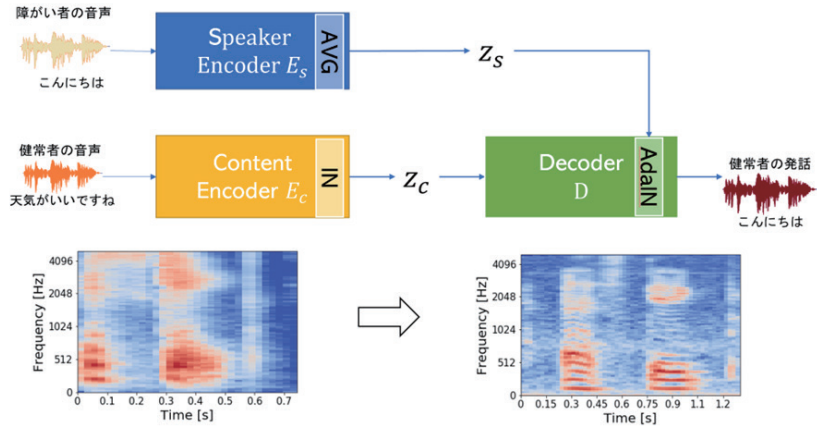 障がい者の音声
こんにちは
Speaker
Encoder E_S
AVG
Z_S
健常者の音声
天気がいいですね
Content
Encoder E_C
IN
Z_C
Decoder
D
AdaIN
健常者の発話
こんにちは
Frequency [Hz]
4096
2048
1024
512
0
0 0.1 0.2 0.3 0.4 0.5 0.6 0.7
Time [s]
Frequency [Hz]
4096
2048
1024
512
0
0 0.15 0.3 0.45 0.6 0.75 0.9 1.1 1.2
Time [s]